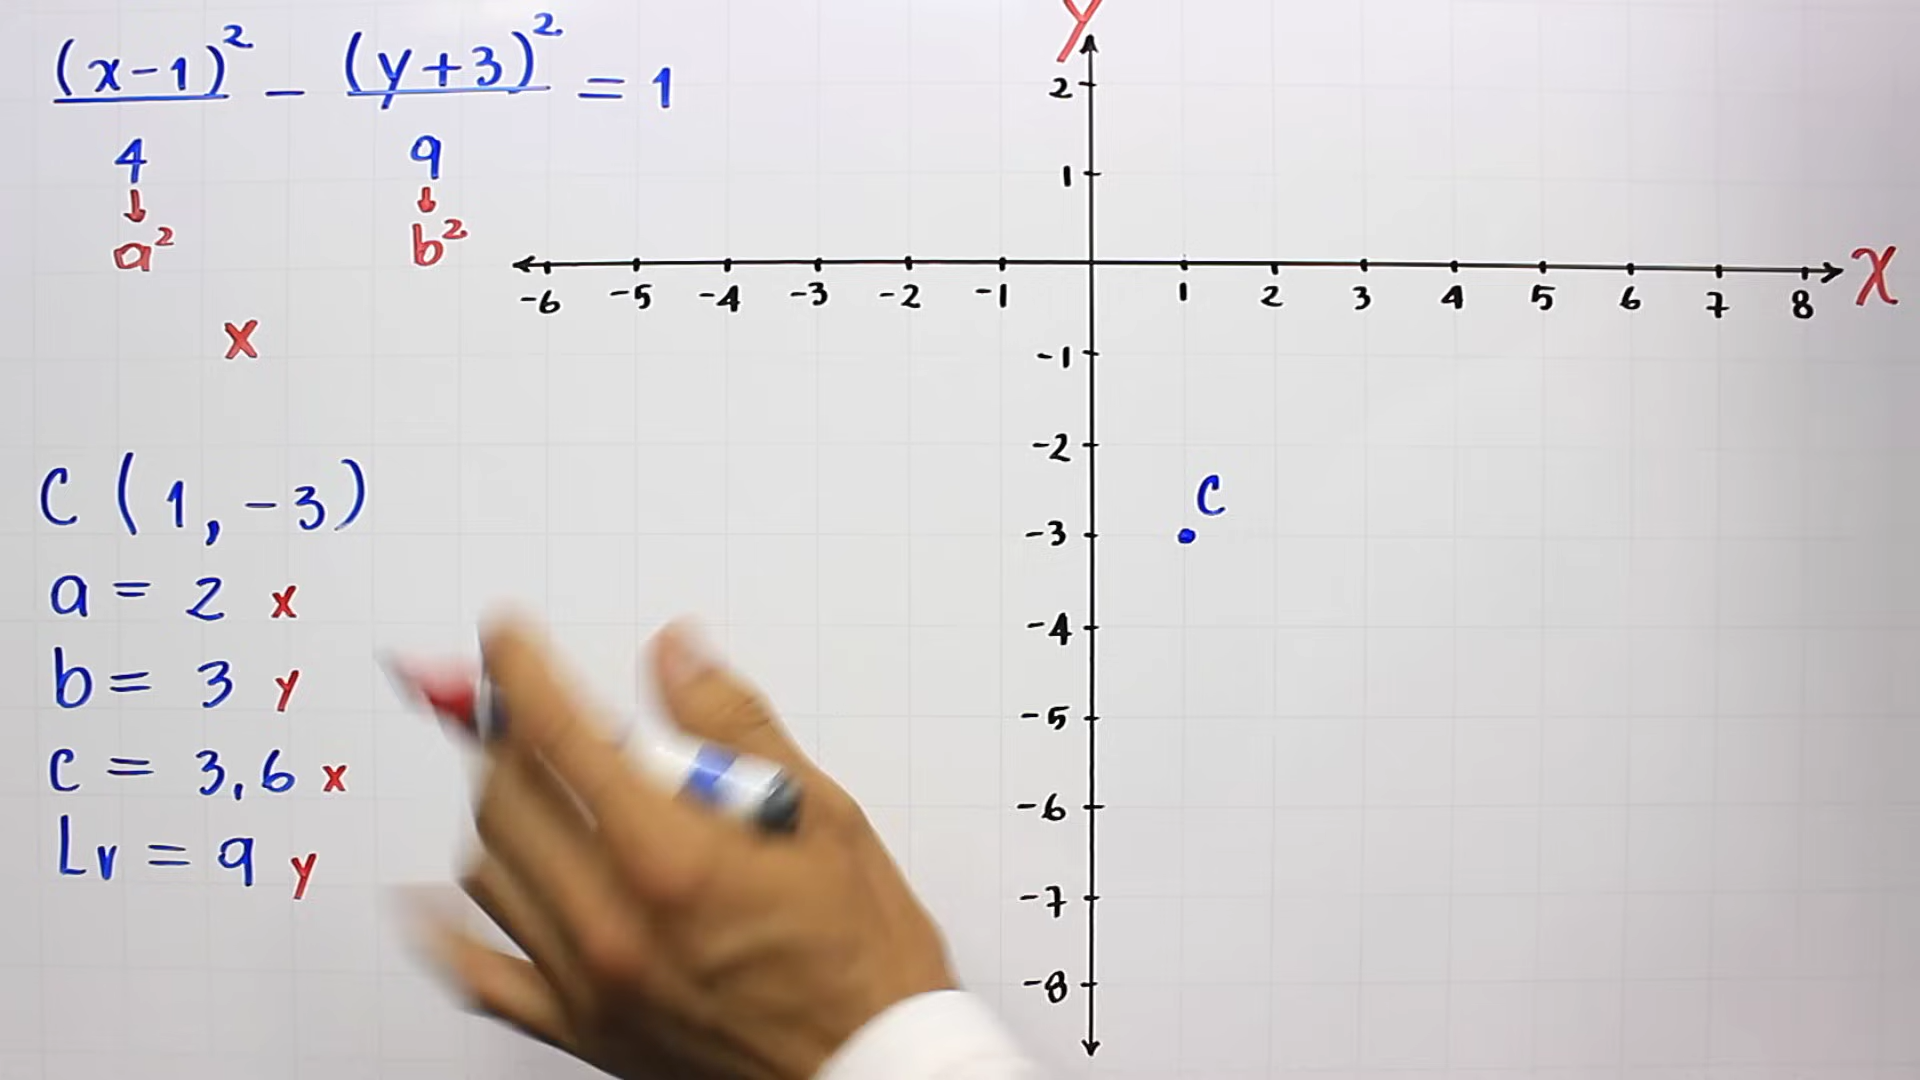 (x-1)² - (y+3)² = 1
4 9
a² b²
x
C (1, -3)
a = 2 x
b = 3 y
c = 3,6 x
Lr = 9 y
y
2
1
-6 -5 -4 -3 -2 -1 1 2 3 4 5 6 7 8 x
-1
-2
C
-3
-4
-5
-6
-7
-8